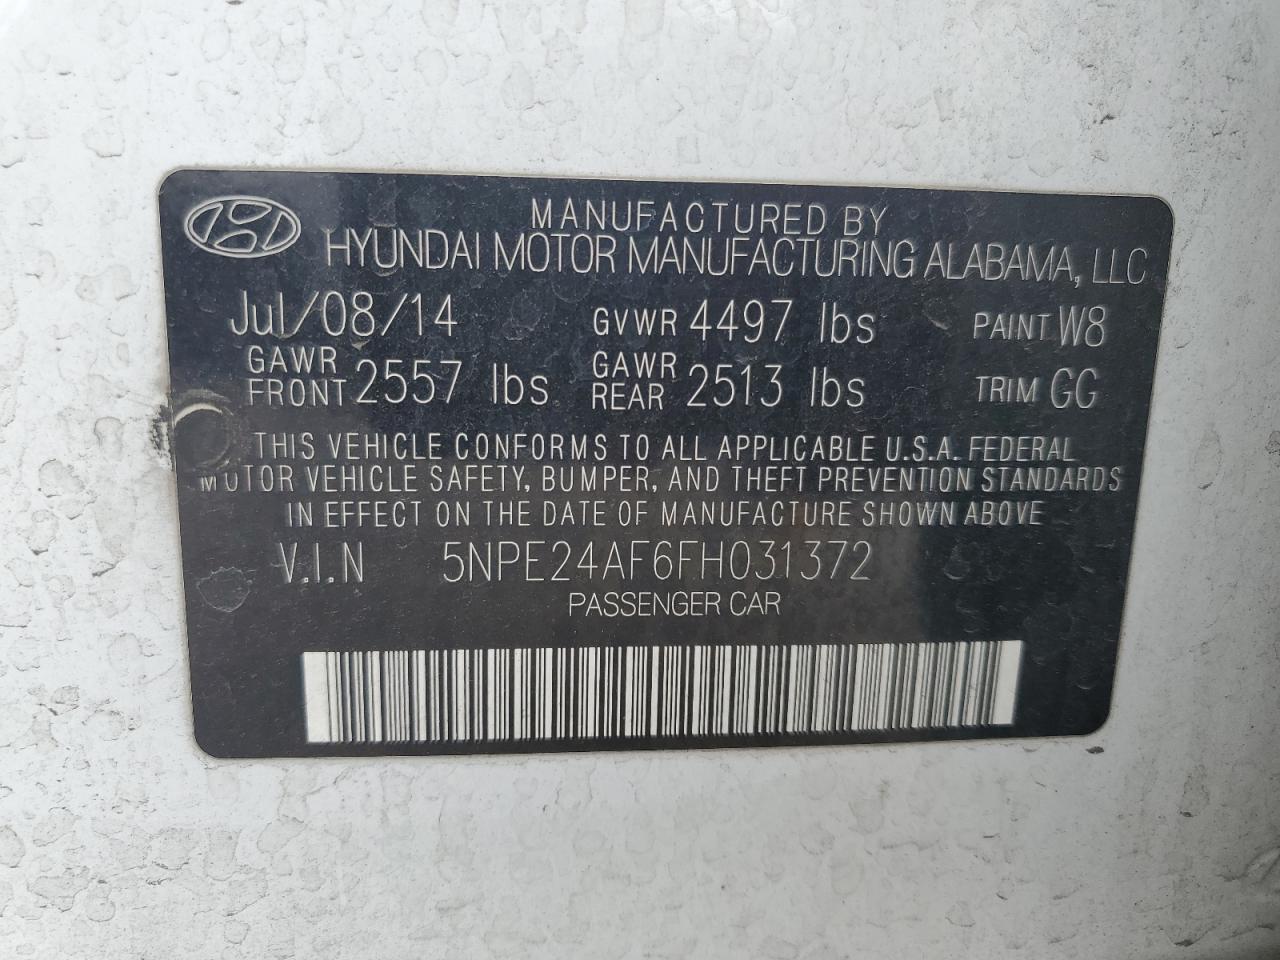 MANUFACTURED BY
HYUNDAI MOTOR MANUFACTURING ALABAMA, LLC
Jul/08/14 GVWR 4497 lbs PAINT W8
GAWR FRONT 2557 lbs GAWR REAR 2513 lbs TRIM GG
THIS VEHICLE CONFORMS TO ALL APPLICABLE U.S.A. FEDERAL
MOTOR VEHICLE SAFETY, BUMPER, AND THEFT PREVENTION STANDARDS
IN EFFECT ON THE DATE OF MANUFACTURE SHOWN ABOVE
V.I.N 5NPE24AF6FH031372
PASSENGER CAR